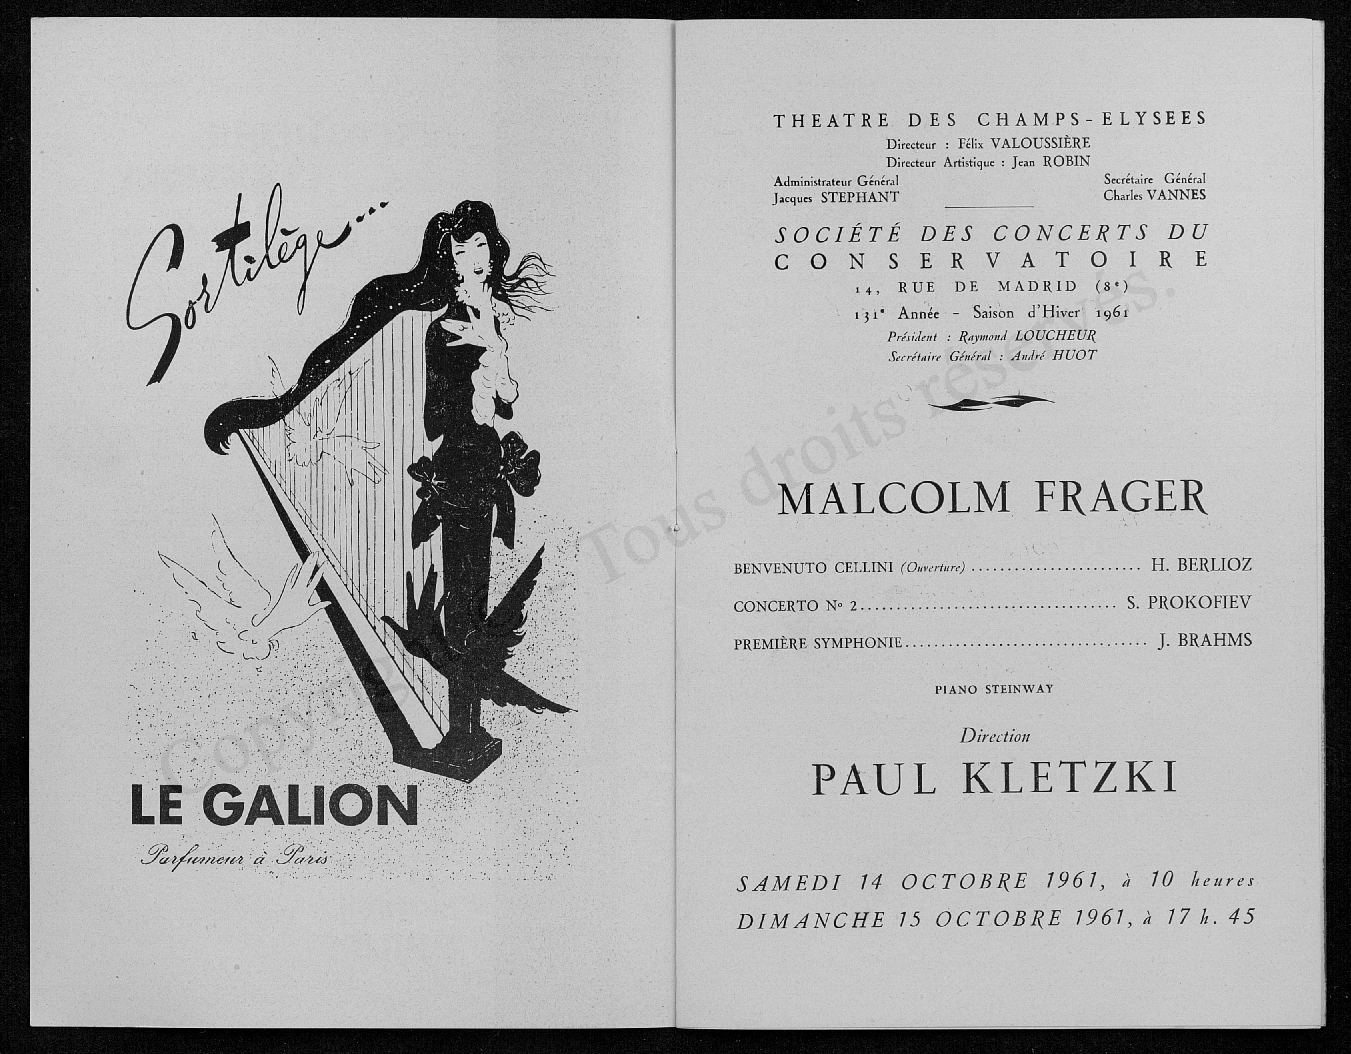 Sortilège...
LE GALION
Parfumeur à Paris
THEATRE DES CHAMPS-ELYSEES
Directeur : Félix VALOUSSIÈRE
Directeur Artistique : Jean ROBIN
Administrateur Général
Jacques STEPHANT
Secrétaire Général
Charles VANNES
SOCIÉTÉ DES CONCERTS DU
CONSERVATOIRE
14, RUE DE MADRID (8e)
131e Année - Saison d'Hiver 1961
Président : Raymond LOUCHEUR
Secrétaire Général : André HUOT
MALCOLM FRAGER
BENVENUTO CELLINI (Ouverture) ........................ H. BERLIOZ
CONCERTO No 2.................................... S. PROKOFIEV
PREMIÈRE SYMPHONIE.................................. J. BRAHMS
PIANO STEINWAY
Direction
PAUL KLETZKI
SAMEDI 14 OCTOBRE 1961, à 10 heures
DIMANCHE 15 OCTOBRE 1961, à 17 h. 45
Copyright ©. Tous droits réservés.